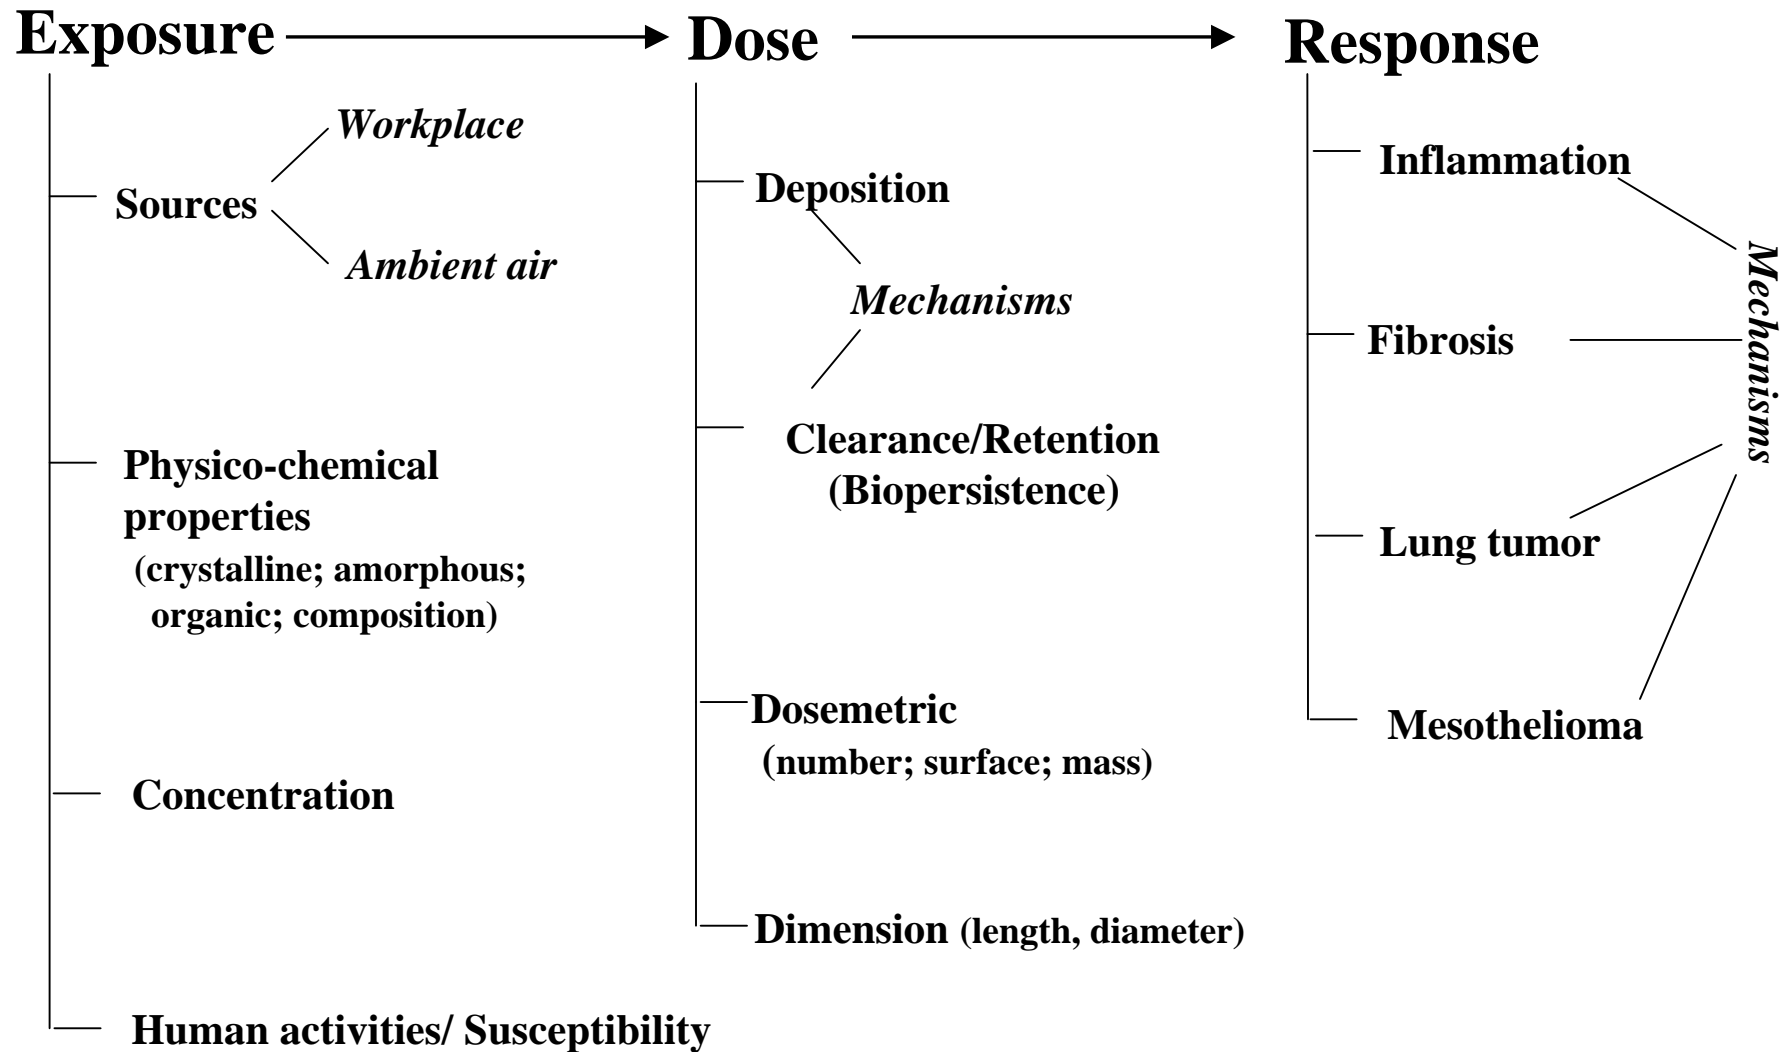 Exposure
Sources
Workplace
Ambient air
Physico-chemical
properties
(crystalline; amorphous;
organic; composition)
Concentration
Human activities/ Susceptibility
Dose
Deposition
Mechanisms
Clearance/Retention
(Biopersistence)
Dosemetric
(number; surface; mass)
Dimension (length, diameter)
Response
Inflammation
Fibrosis
Lung tumor
Mesothelioma
Mechanisms